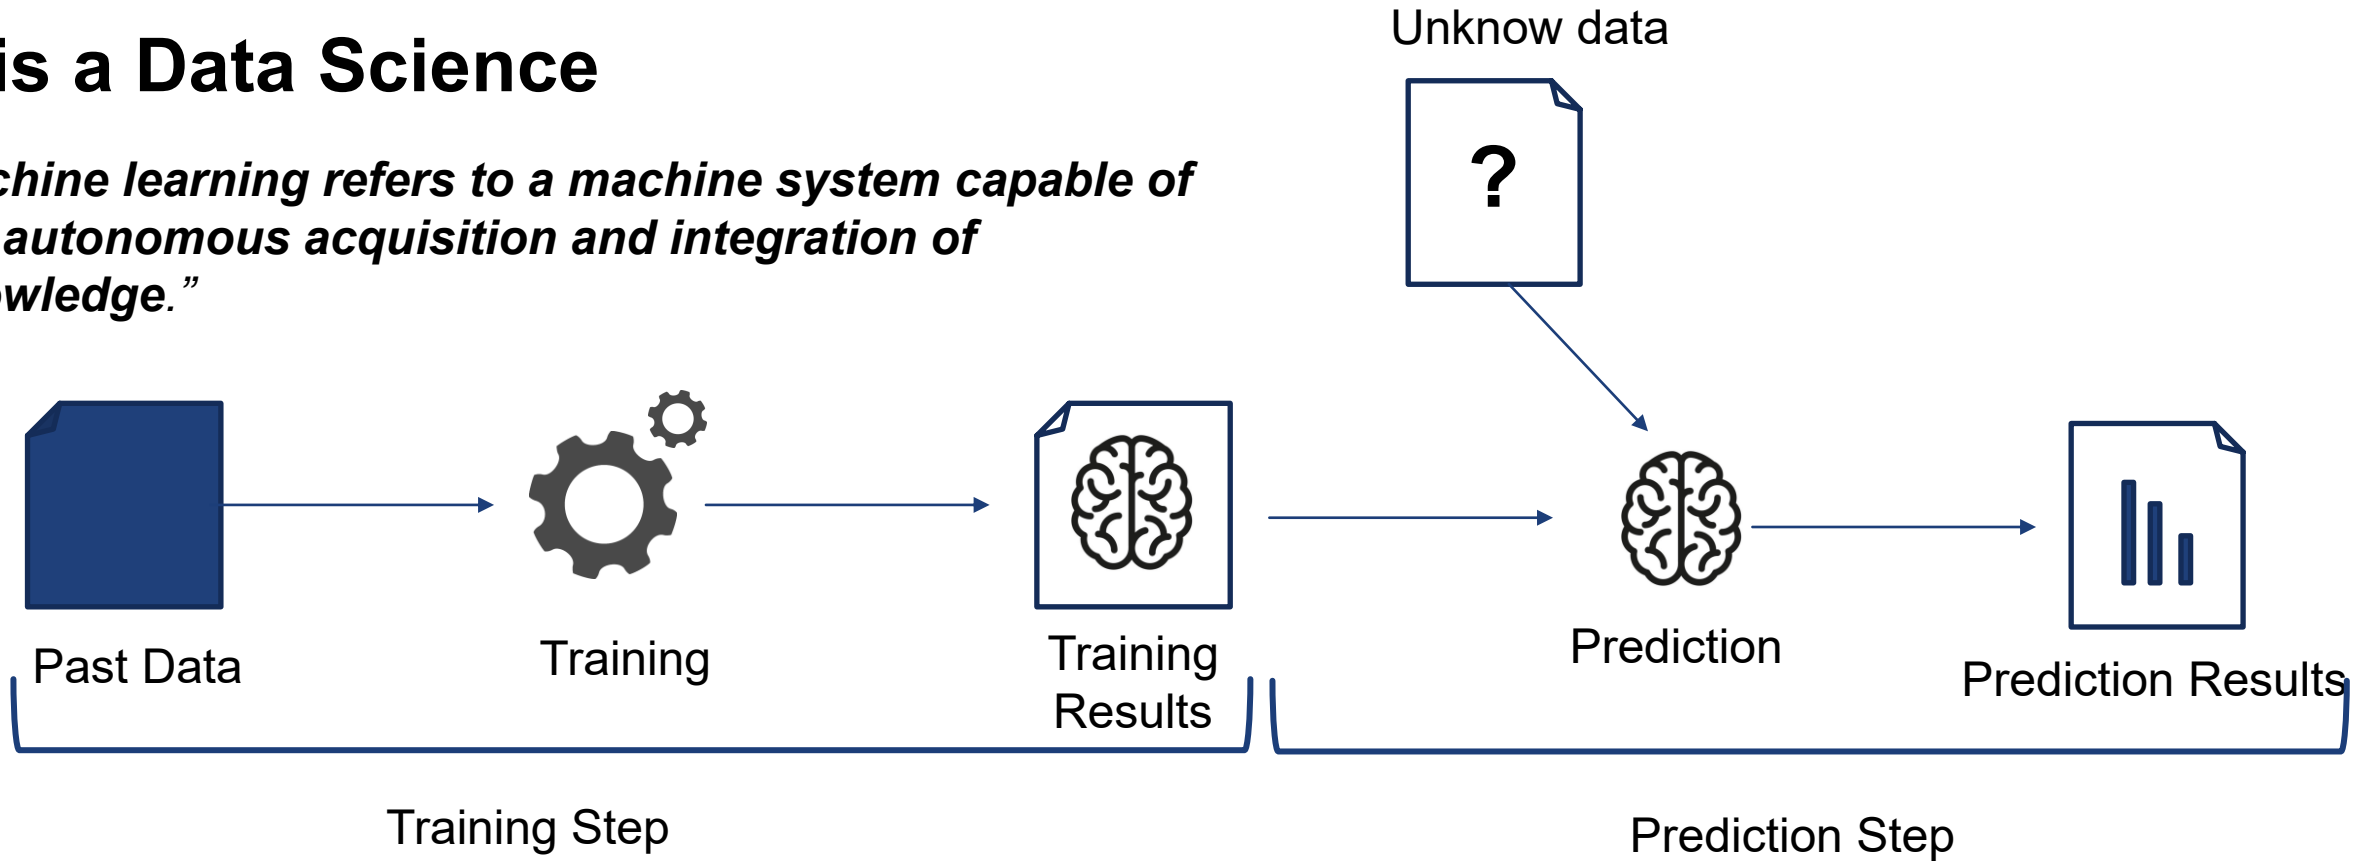 is a Data Science
chine learning refers to a machine system capable of
autonomous acquisition and integration of
owledge.”
Unknow data
?
Past Data
Training
Training
Results
Prediction
Prediction Results
Training Step
Prediction Step